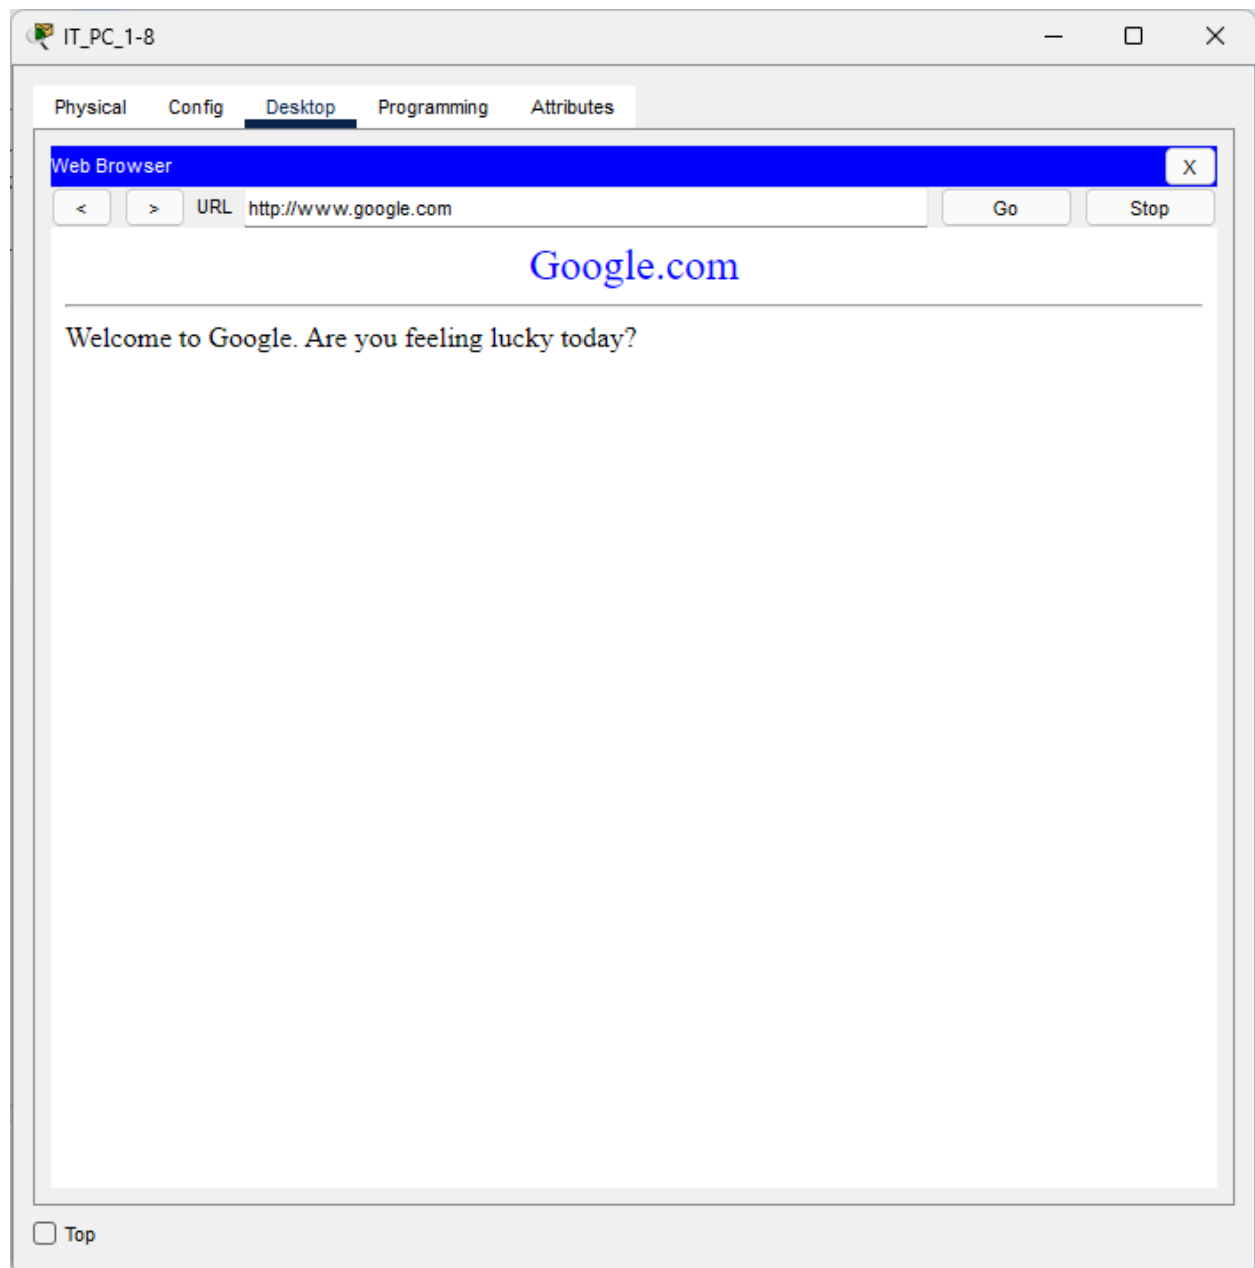 IT_PC_1-8
Physical Config Desktop Programming Attributes
Web Browser X
< > URL http://www.google.com Go Stop
Google.com
Welcome to Google. Are you feeling lucky today?
Top